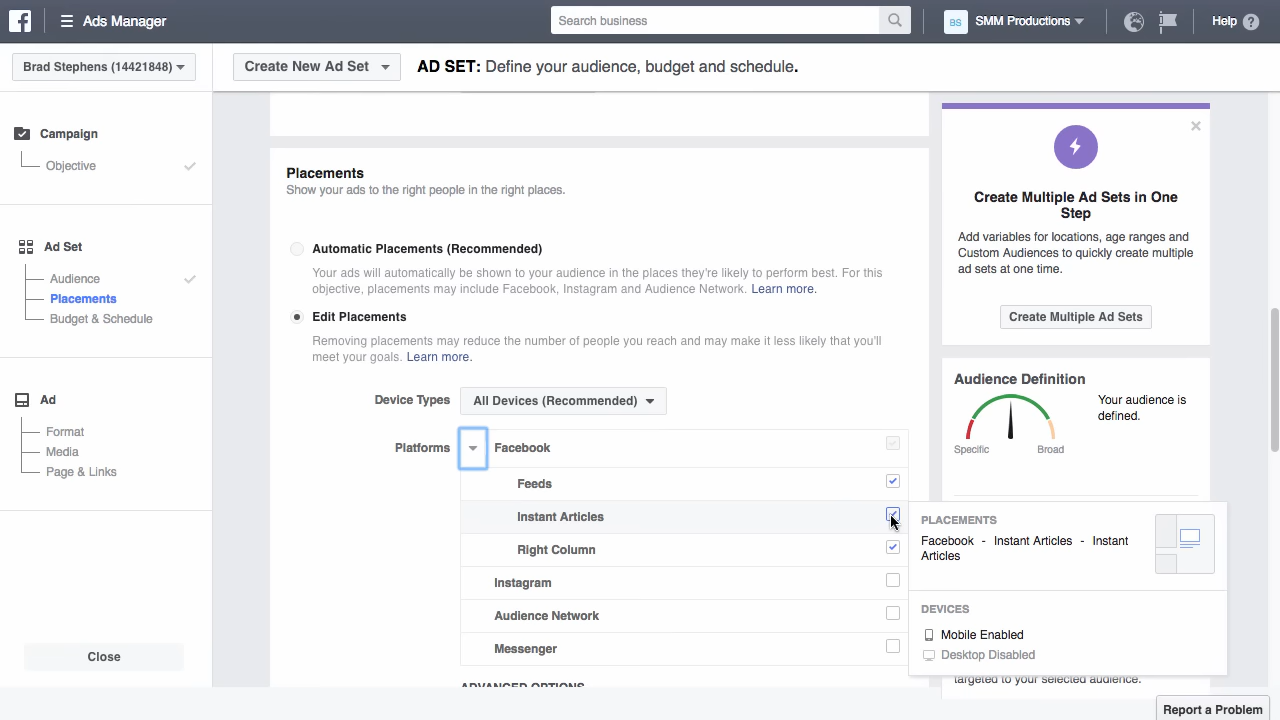 Ads Manager
Search business
BS
SMM Productions
Help
Brad Stephens (14421848)
Create New Ad Set
AD SET: Define your audience, budget and schedule.
Campaign
Objective
Ad Set
Audience
Placements
Budget & Schedule
Ad
Format
Media
Page & Links
Close
Placements
Show your ads to the right people in the right places.
Automatic Placements (Recommended)
Your ads will automatically be shown to your audience in the places they're likely to perform best. For this
objective, placements may include Facebook, Instagram and Audience Network. Learn more.
Edit Placements
Removing placements may reduce the number of people you reach and may make it less likely that you'll
meet your goals. Learn more.
Device Types
All Devices (Recommended)
Platforms
Facebook
Feeds
Instant Articles
Right Column
Instagram
Audience Network
Messenger
ADVANCED OPTIONS
Create Multiple Ad Sets in One
Step
Add variables for locations, age ranges and
Custom Audiences to quickly create multiple
ad sets at one time.
Create Multiple Ad Sets
Audience Definition
Your audience is
defined.
Specific
Broad
PLACEMENTS
Facebook - Instant Articles - Instant
Articles
DEVICES
Mobile Enabled
Desktop Disabled
targeted to your selected audience.
Report a Problem